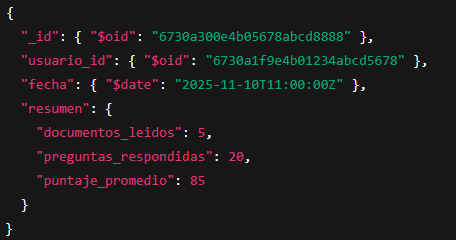 {
  "_id": { "$oid": "6730a300e4b05678abcd8888" },
  "usuario_id": { "$oid": "6730a1f9e4b01234abcd5678" },
  "fecha": { "$date": "2025-11-10T11:00:00Z" },
  "resumen": {
    "documentos_leidos": 5,
    "preguntas_respondidas": 20,
    "puntaje_promedio": 85
  }
}